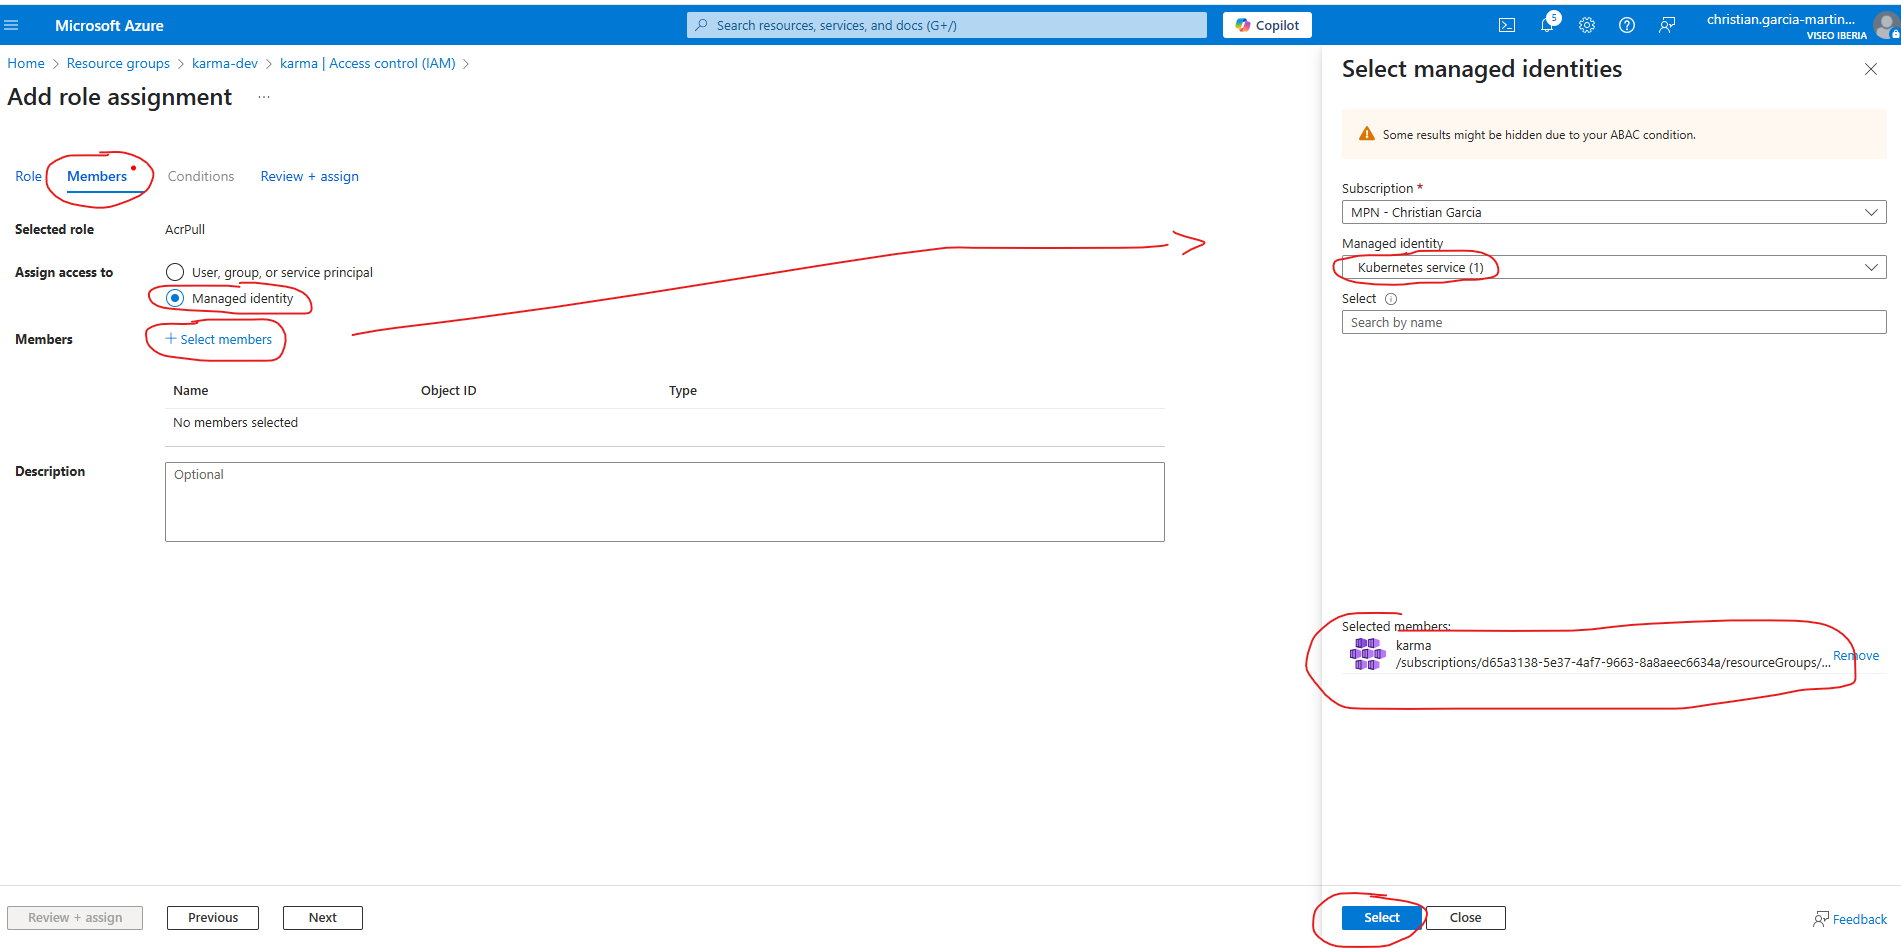 Microsoft Azure
Search resources, services, and docs (G+/)
Copilot
5
christian.garcia-martin...
VISEO IBERIA
Home > Resource groups > karma-dev > karma | Access control (IAM) >
Add role assignment ...
Role Members Conditions Review + assign
Selected role AcrPull
Assign access to User, group, or service principal
Managed identity
Members + Select members
Name Object ID Type
No members selected
Description Optional
Review + assign Previous Next
Select managed identities
Some results might be hidden due to your ABAC condition.
Subscription *
MPN - Christian Garcia
Managed identity
Kubernetes service (1)
Select
Search by name
Selected members:
karma
/subscriptions/d65a3138-5e37-4af7-9663-8a8aeec6634a/resourceGroups/... Remove
Select Close Feedback